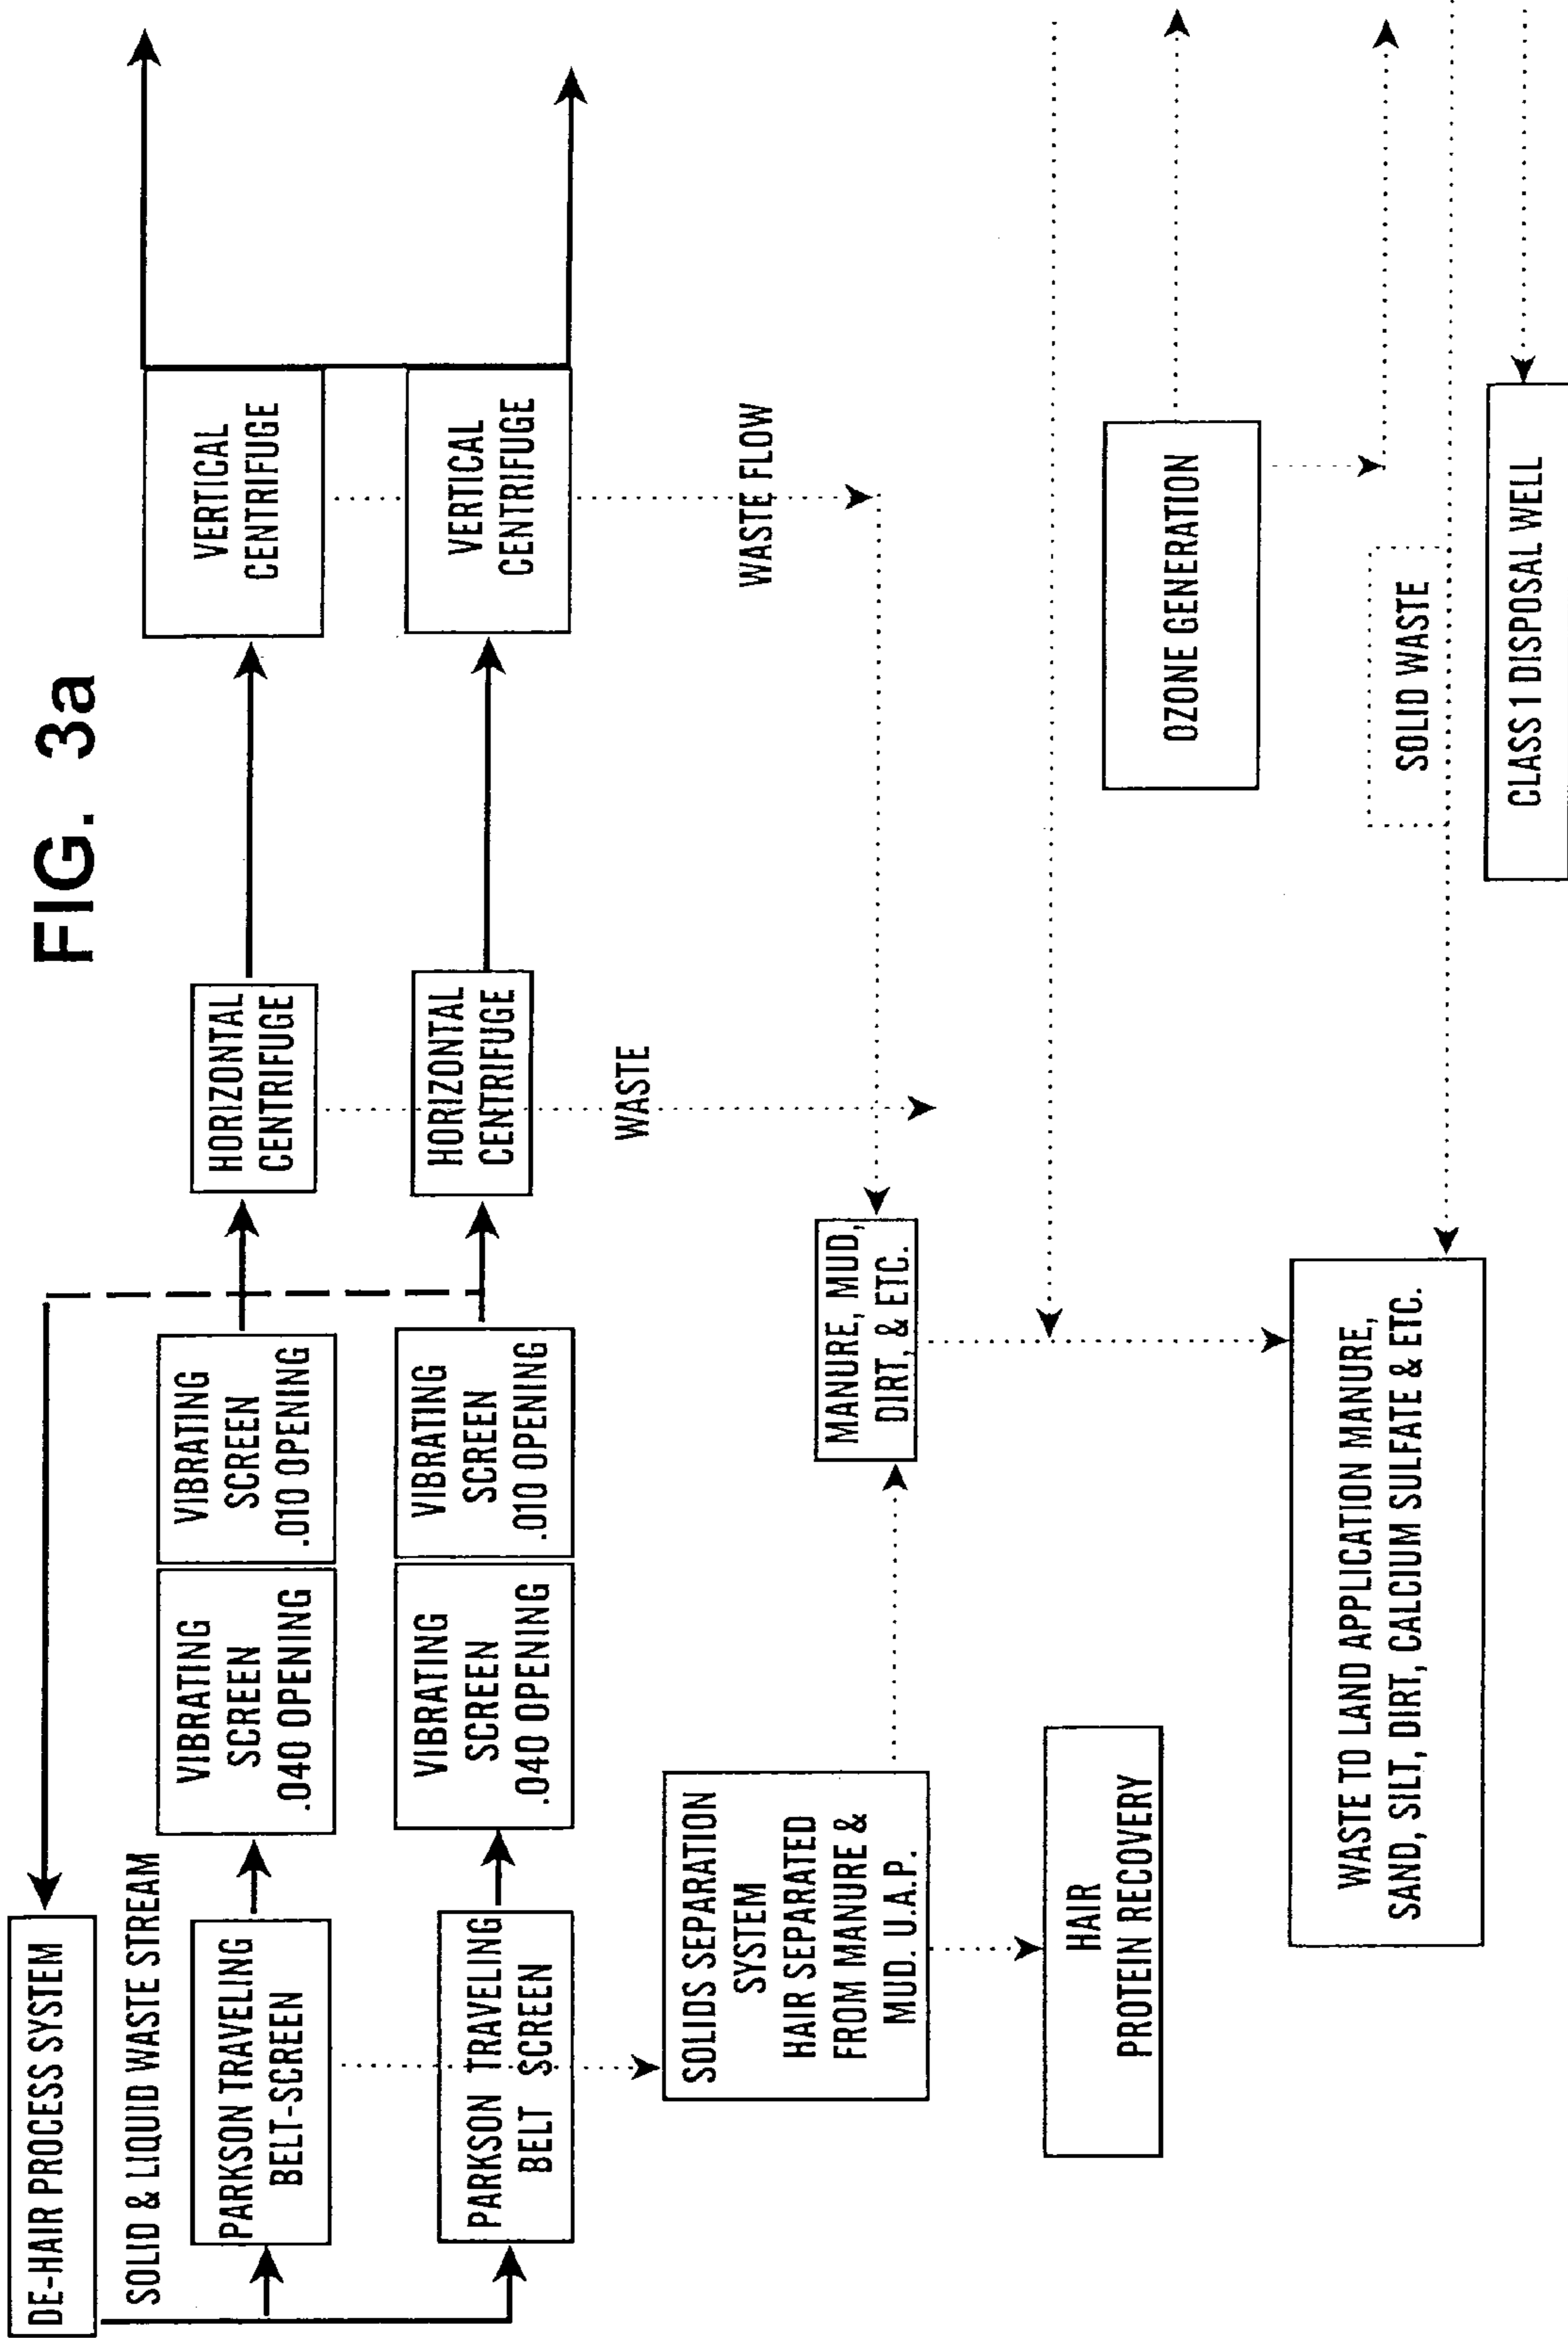 FIG. 3a
DE-HAIR PROCESS SYSTEM
SOLID & LIQUID WASTE STREAM
PARKSON TRAVELING
BELT-SCREEN
VIBRATING
SCREEN
.040 OPENING
VIBRATING
SCREEN
.010 OPENING
HORIZONTAL
CENTRIFUGE
VERTICAL
CENTRIFUGE
PARKSON TRAVELING
BELT SCREEN
VIBRATING
SCREEN
.040 OPENING
VIBRATING
SCREEN
.010 OPENING
HORIZONTAL
CENTRIFUGE
VERTICAL
CENTRIFUGE
WASTE
WASTE FLOW
SOLIDS SEPARATION
SYSTEM
HAIR SEPARATED
FROM MANURE &
MUD. U.A.P.
MANURE, MUD,
DIRT, & ETC.
HAIR
PROTEIN RECOVERY
OZONE GENERATION
WASTE TO LAND APPLICATION MANURE,
SAND, SILT, DIRT, CALCIUM SULFATE & ETC.
SOLID WASTE
CLASS 1 DISPOSAL WELL